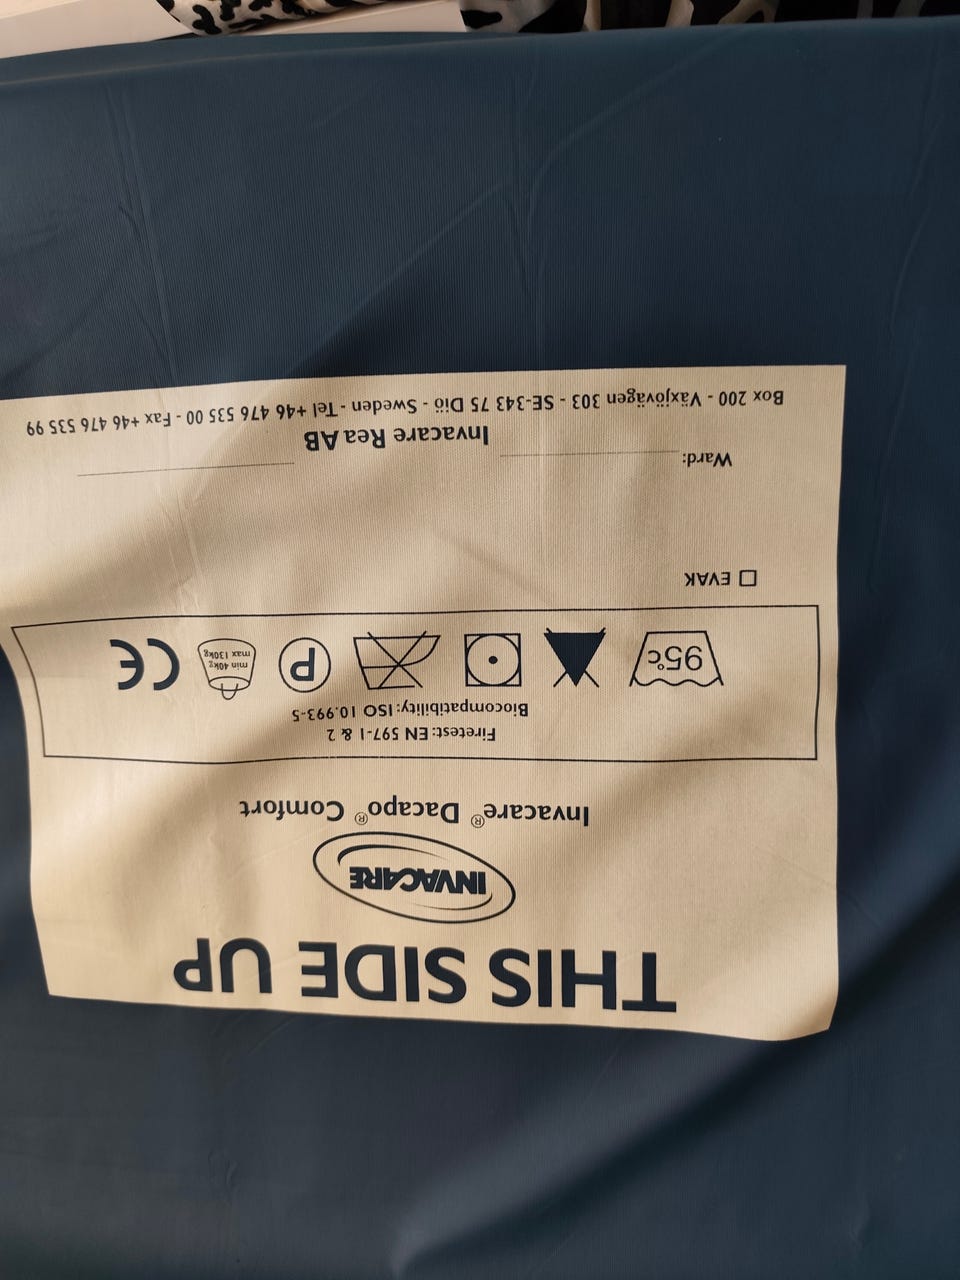 THIS SIDE UP
INVACARE
Invacare® Dacapo® Comfort
Firetest: EN 597-1 & 2
Biocompatibility: ISO 10.993-5
95°C
P
min 40kg
max 130kg
CE
EVAK
Ward:
Invacare Rea AB
Box 200 - Växjövägen 303 - SE-343 75 Diö - Sweden - Tel +46 476 535 00 - Fax +46 476 535 99